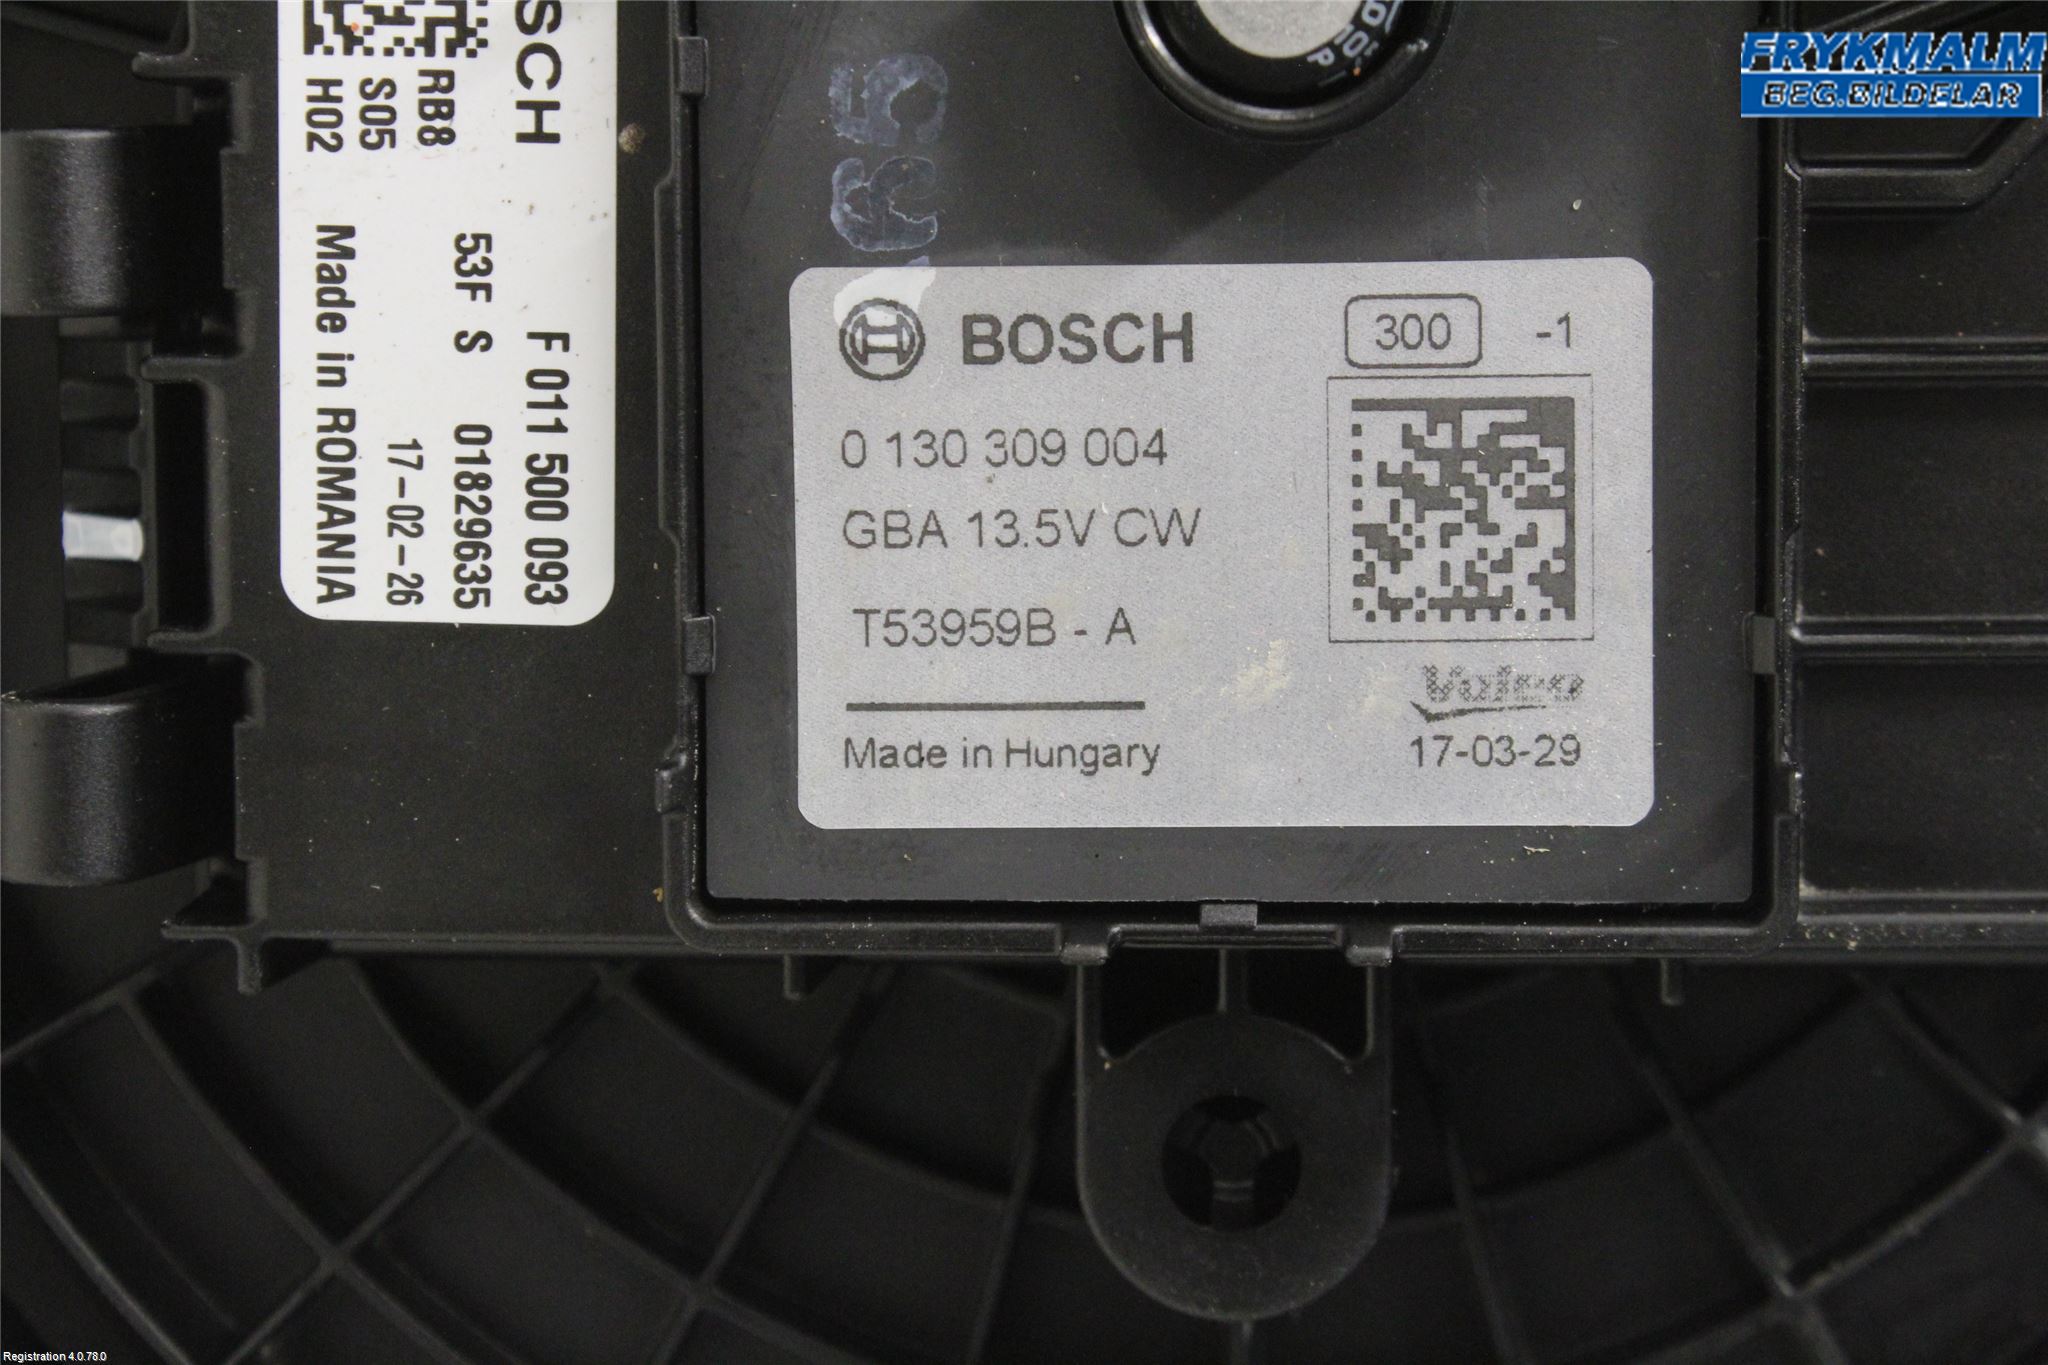 FRYKMALM
BEG.BILDELAR
SCH
F 011 500 093
RB8
53F S 01829635
S05
17-02-26
H02
Made in ROMANIA
BOSCH
300 -1
0 130 309 004
GBA 13.5V CW
T53959B - A
Valeo
Made in Hungary
17-03-29
Registration 4.0.78.0